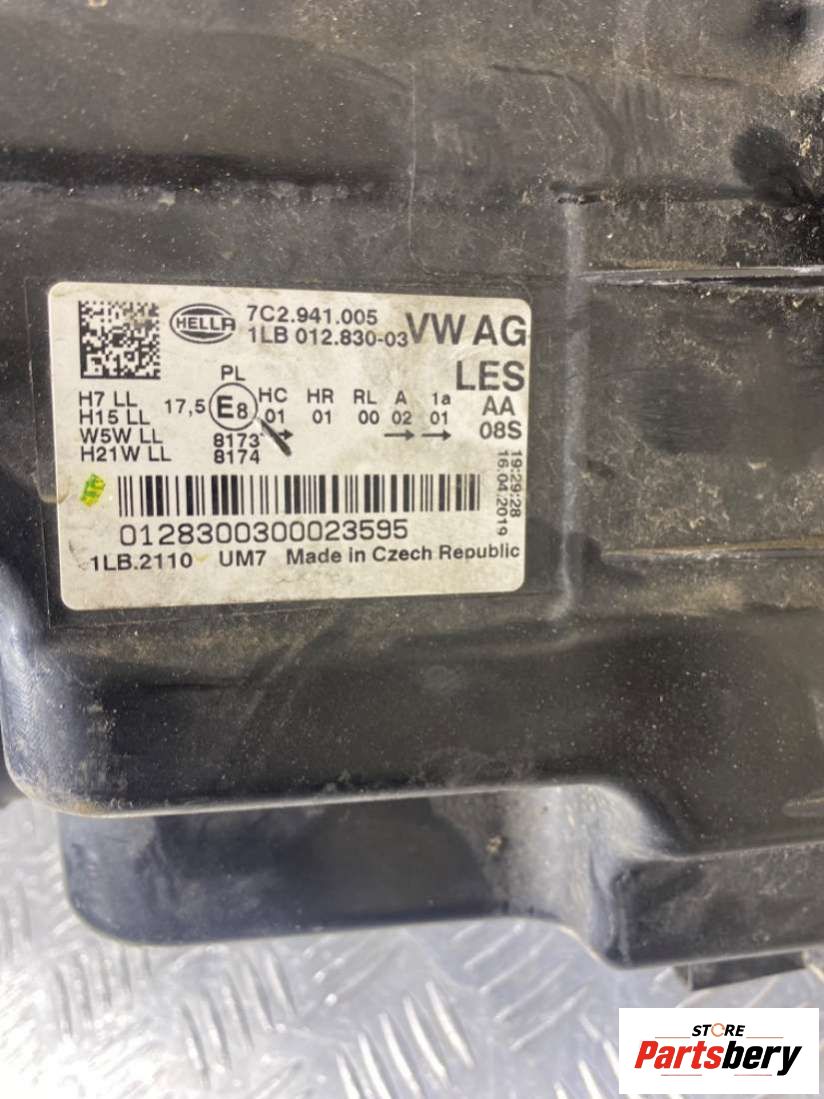 HELLA
7C2.941.005
1LB 012.830-03
VW AG
LES
PL
H7 LL
H15 LL
W5W LL
H21W LL
17,5
E8
8173
8174
HC HR RL A 1a
01 01 00 02 01
AA
08S
19:29:28
16.04.2019
0128300300023595
1LB.2110 UM7 Made in Czech Republic
STORE
Partsbery